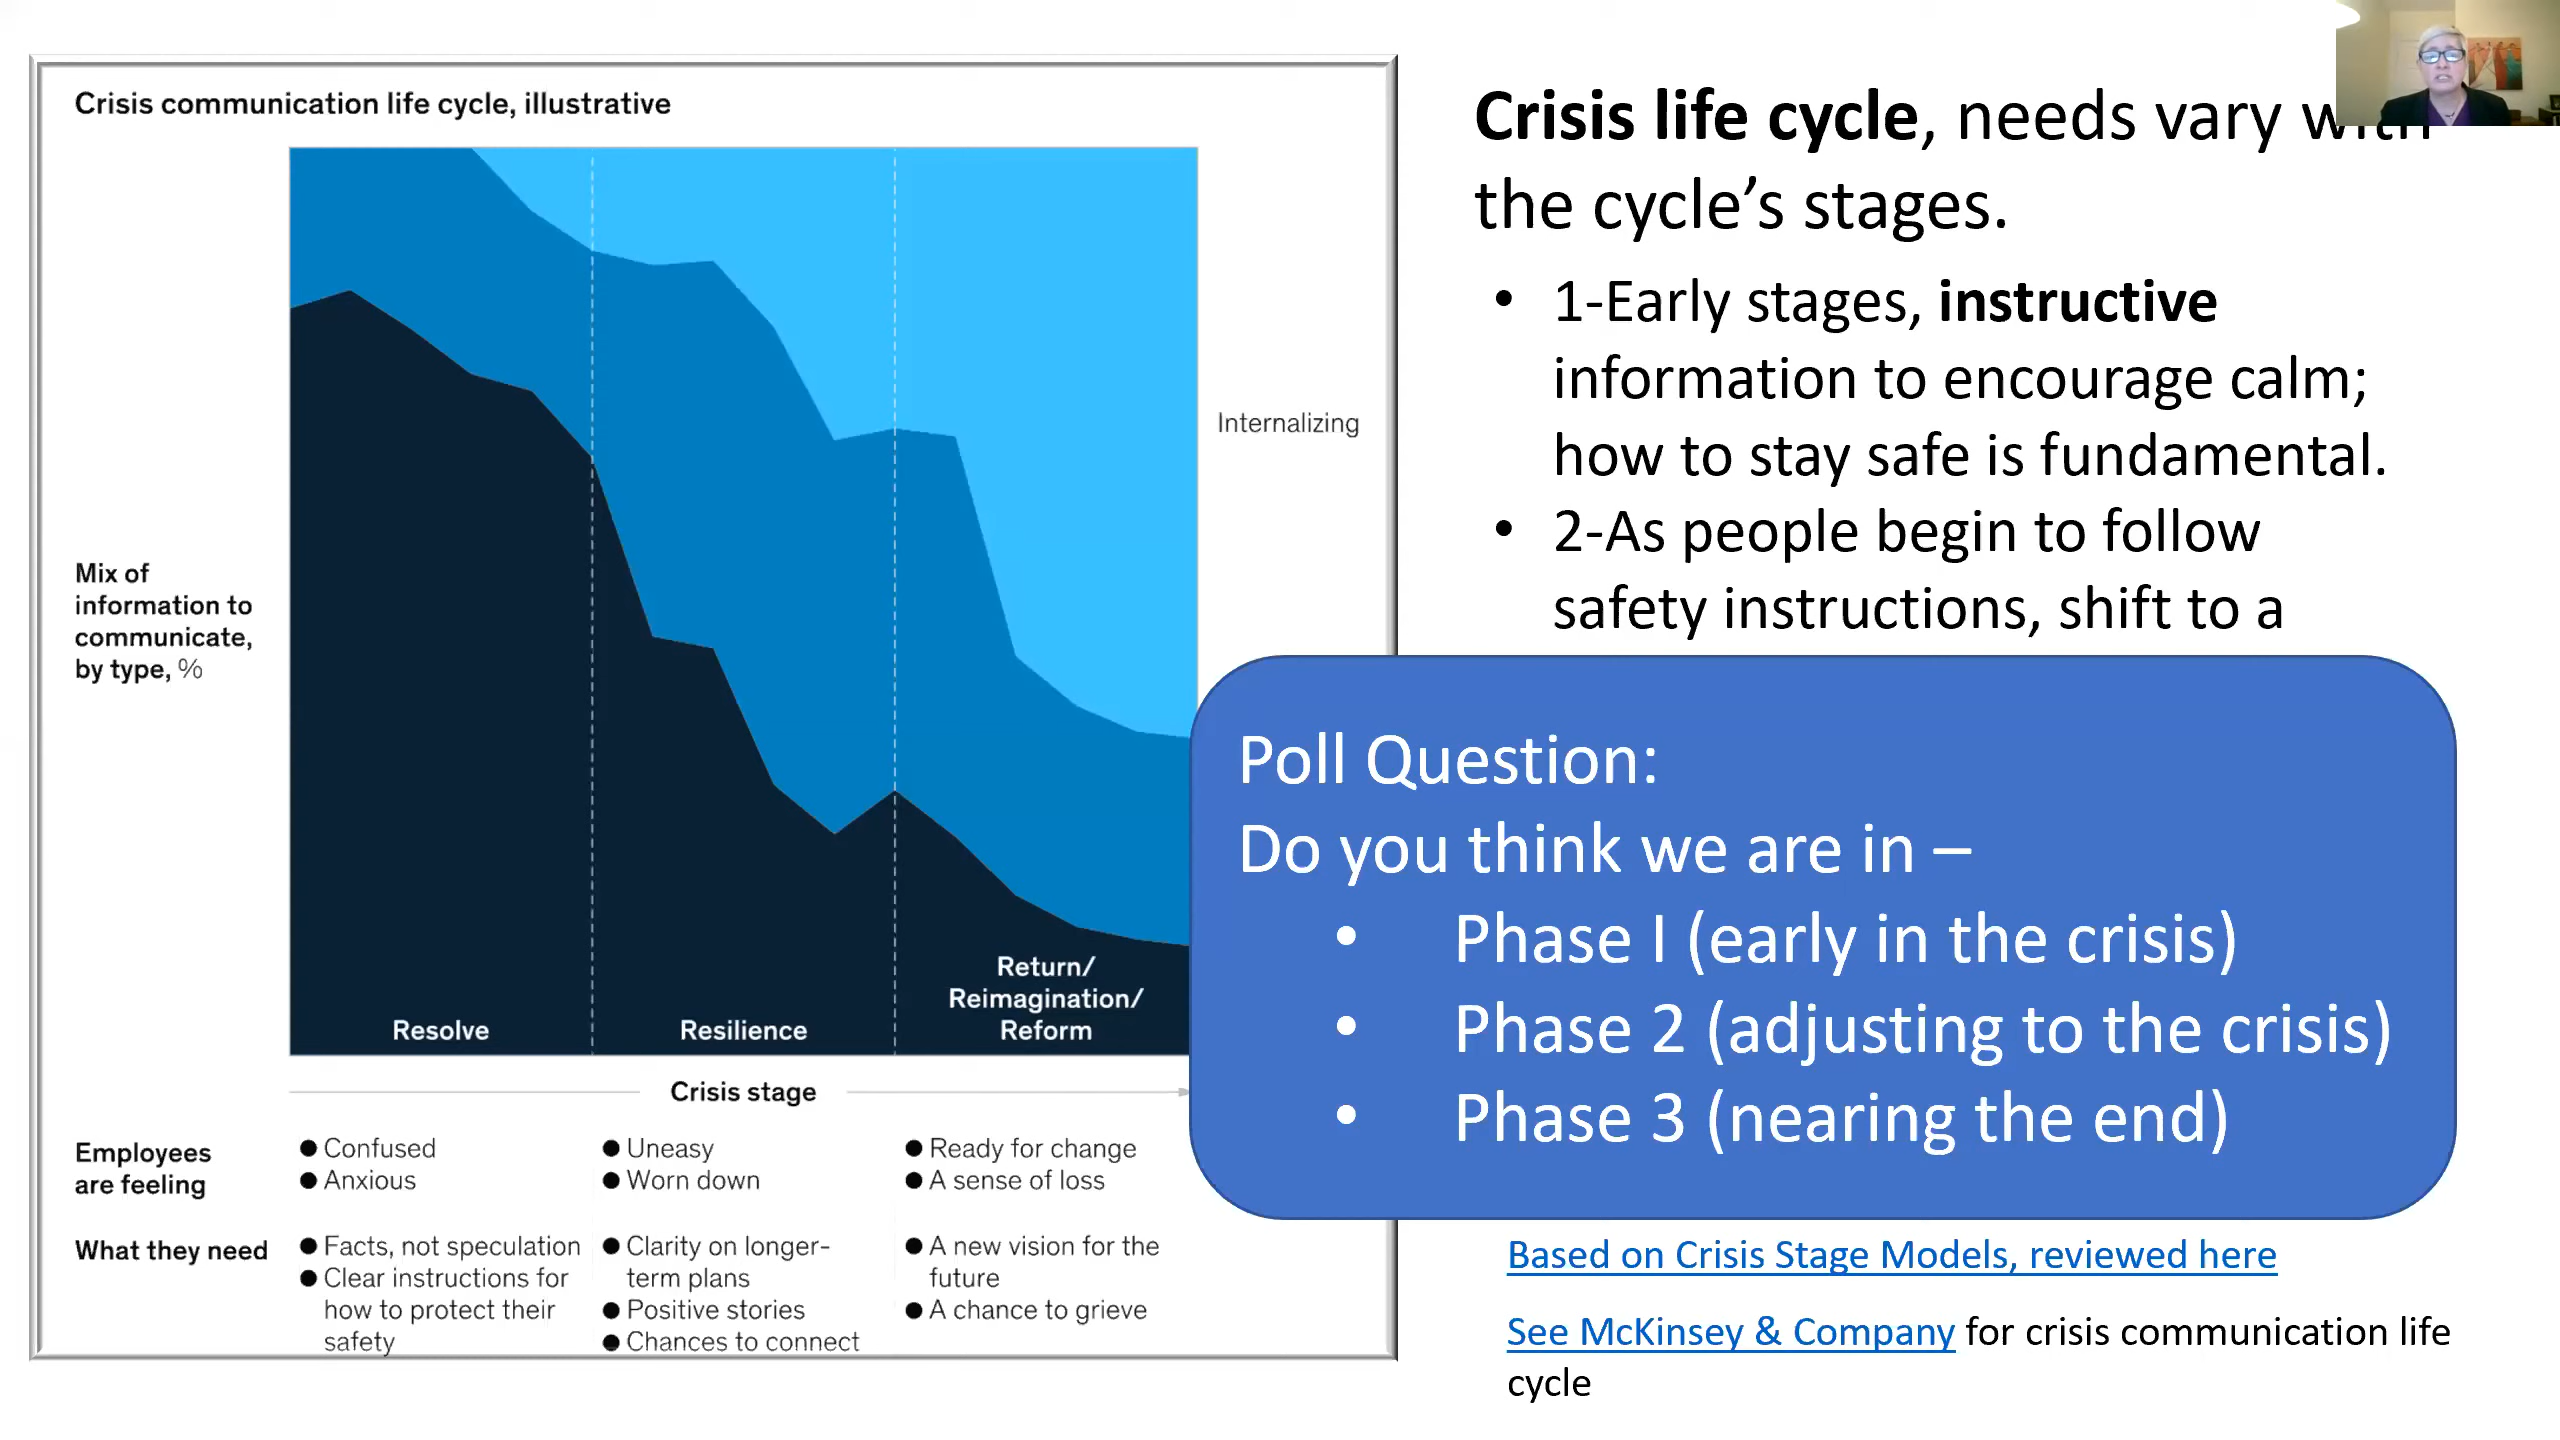 Crisis communication life cycle, illustrative
Mix of
information to
communicate,
by type, %
Internalizing
Resolve
Resilience
Return/
Reimagination/
Reform
Crisis stage
Employees
are feeling
● Confused
● Anxious
● Uneasy
● Worn down
● Ready for change
● A sense of loss
What they need
● Facts, not speculation
● Clear instructions for
how to protect their
safety
● Clarity on longer-
term plans
● Positive stories
● Chances to connect
● A new vision for the
future
● A chance to grieve
Crisis life cycle, needs vary with
the cycle’s stages.
• 1-Early stages, instructive
information to encourage calm;
how to stay safe is fundamental.
• 2-As people begin to follow
safety instructions, shift to a
Poll Question:
Do you think we are in –
• Phase I (early in the crisis)
• Phase 2 (adjusting to the crisis)
• Phase 3 (nearing the end)
Based on Crisis Stage Models, reviewed here
See McKinsey & Company for crisis communication life
cycle